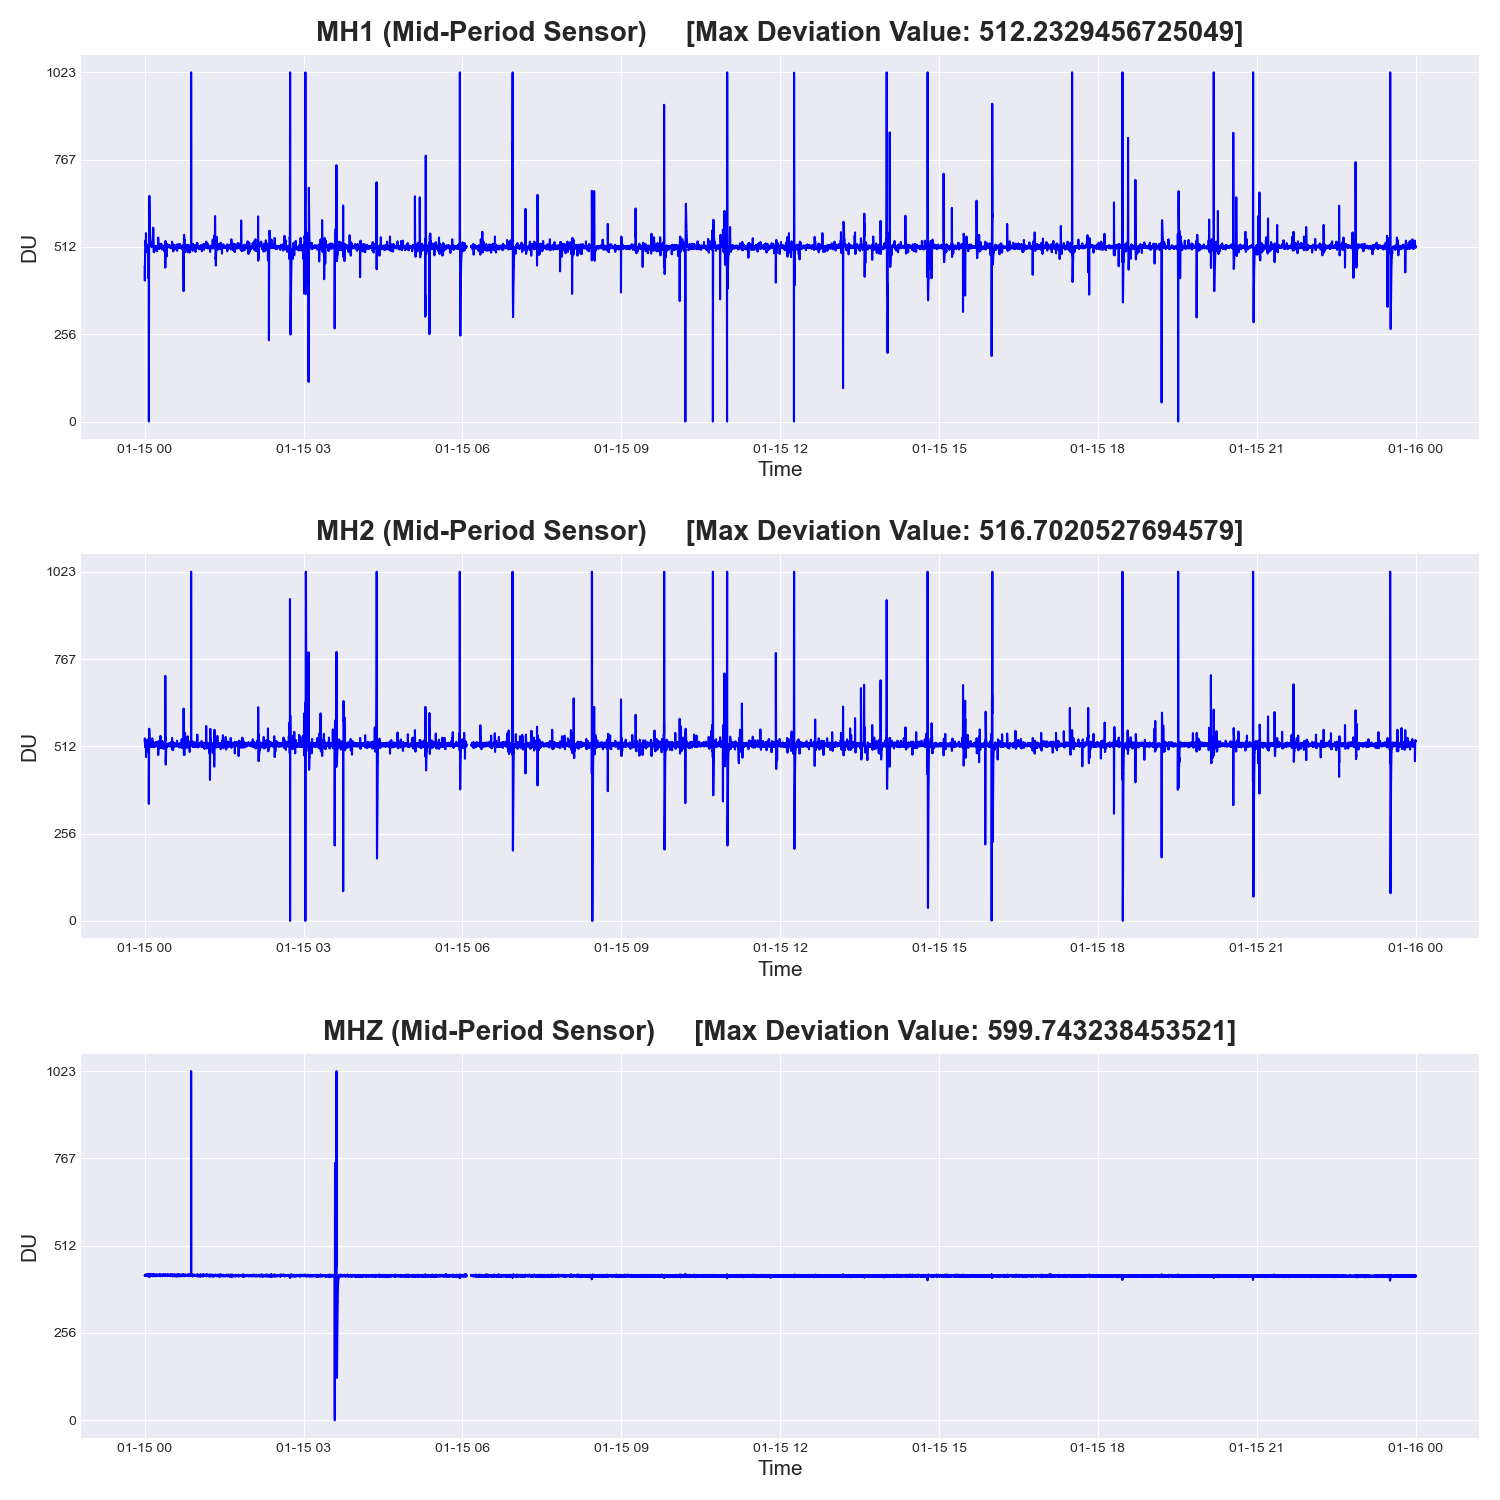 MH1 (Mid-Period Sensor) [Max Deviation Value: 512.2329456725049]
1023
767
512
256
0
DU
01-15 00 01-15 03 01-15 06 01-15 09 01-15 12 01-15 15 01-15 18 01-15 21 01-16 00
Time
MH2 (Mid-Period Sensor) [Max Deviation Value: 516.7020527694579]
1023
767
512
256
0
DU
01-15 00 01-15 03 01-15 06 01-15 09 01-15 12 01-15 15 01-15 18 01-15 21 01-16 00
Time
MHZ (Mid-Period Sensor) [Max Deviation Value: 599.743238453521]
1023
767
512
256
0
DU
01-15 00 01-15 03 01-15 06 01-15 09 01-15 12 01-15 15 01-15 18 01-15 21 01-16 00
Time